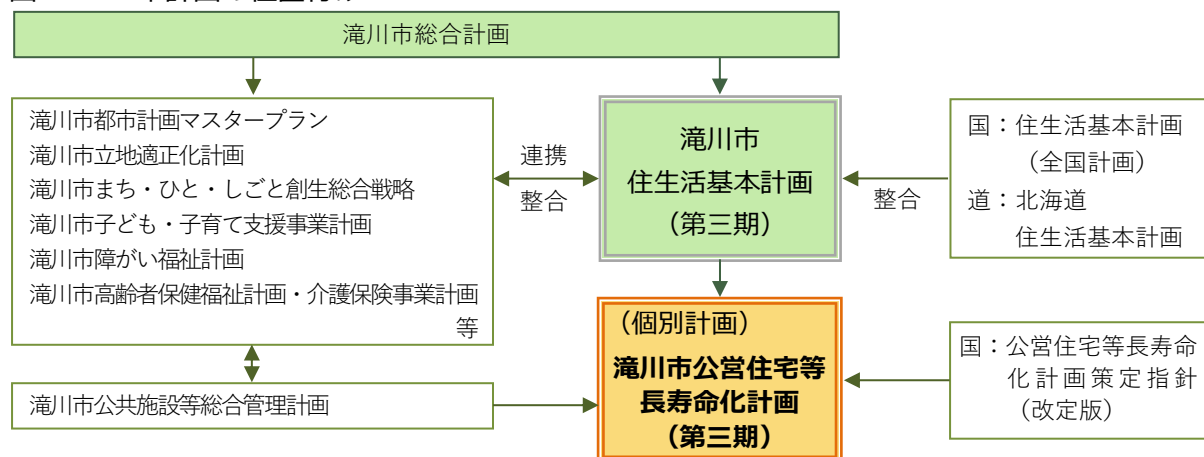 滝川市総合計画
滝川市都市計画マスタープラン
滝川市立地適正化計画
滝川市まち・ひと・しごと創生総合戦略
滝川市子ども・子育て支援事業計画
滝川市障がい福祉計画
滝川市高齢者保健福祉計画・介護保険事業計画
等
連携
整合
滝川市
住生活基本計画
（第三期）
整合
国：住生活基本計画
（全国計画）
道：北海道
住生活基本計画
滝川市公共施設等総合管理計画
（個別計画）
滝川市公営住宅等
長寿命化計画
（第三期）
国：公営住宅等長寿命
化計画策定指針
（改定版）